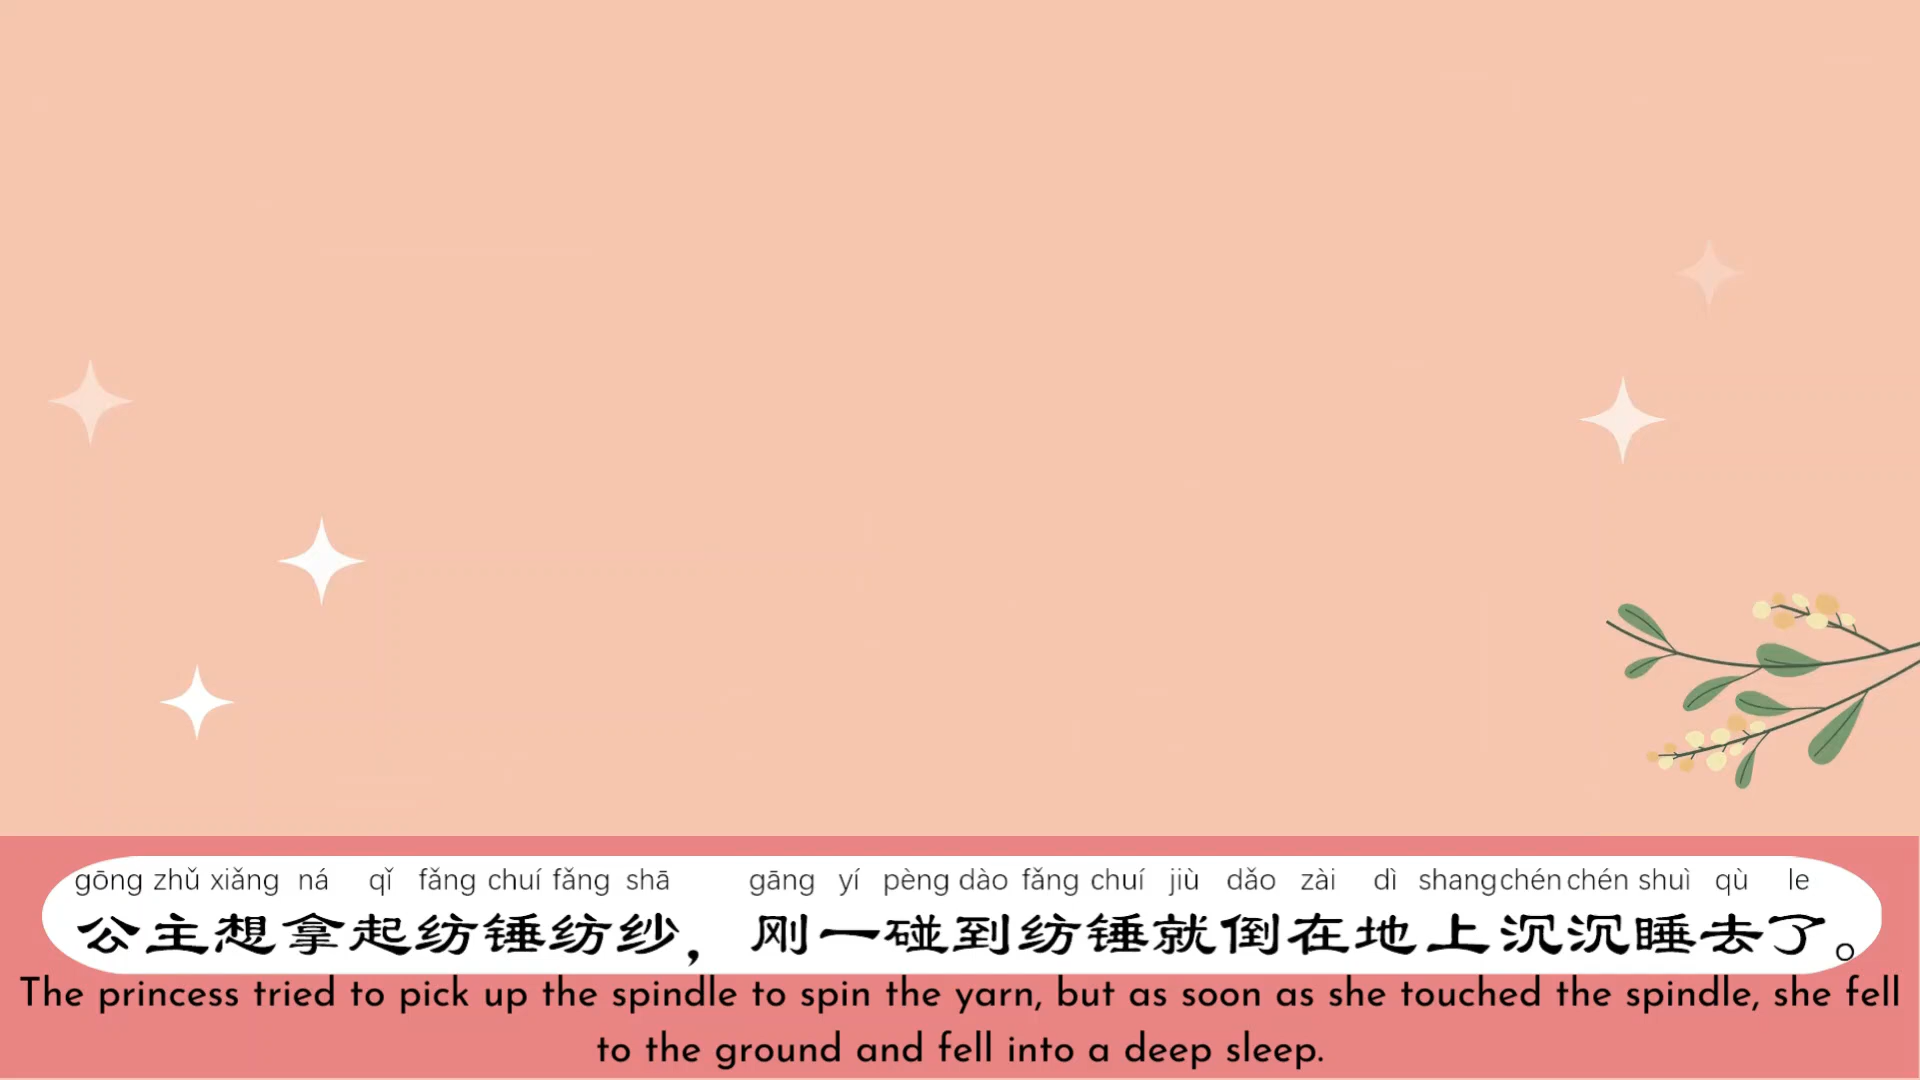 gōng zhǔ xiǎng ná qǐ fǎng chuí fǎng shā gāng yí pèng dào fǎng chuí jiù dǎo zài dì shang chén chén shuì qù le
公主想拿起纺锤纺纱，刚一碰到纺锤就倒在地上沉沉睡去了。
The princess tried to pick up the spindle to spin the yarn, but as soon as she touched the spindle, she fell
to the ground and fell into a deep sleep.